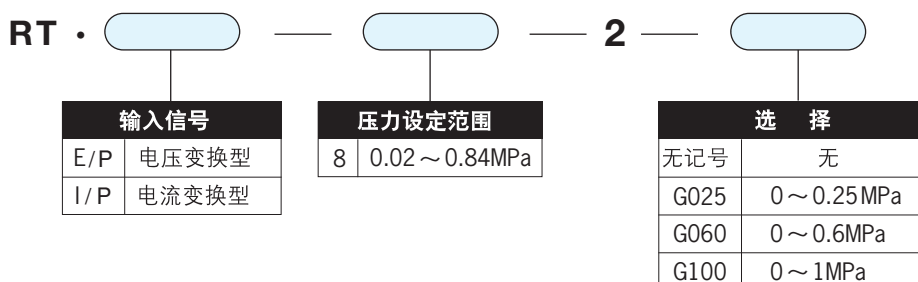 RT · — — 2 —
输入信号
E/P 电压变换型
I/P 电流变换型
压力设定范围
8 0.02～0.84MPa
选 择
无记号 无
G025 0～0.25MPa
G060 0～0.6MPa
G100 0～1MPa